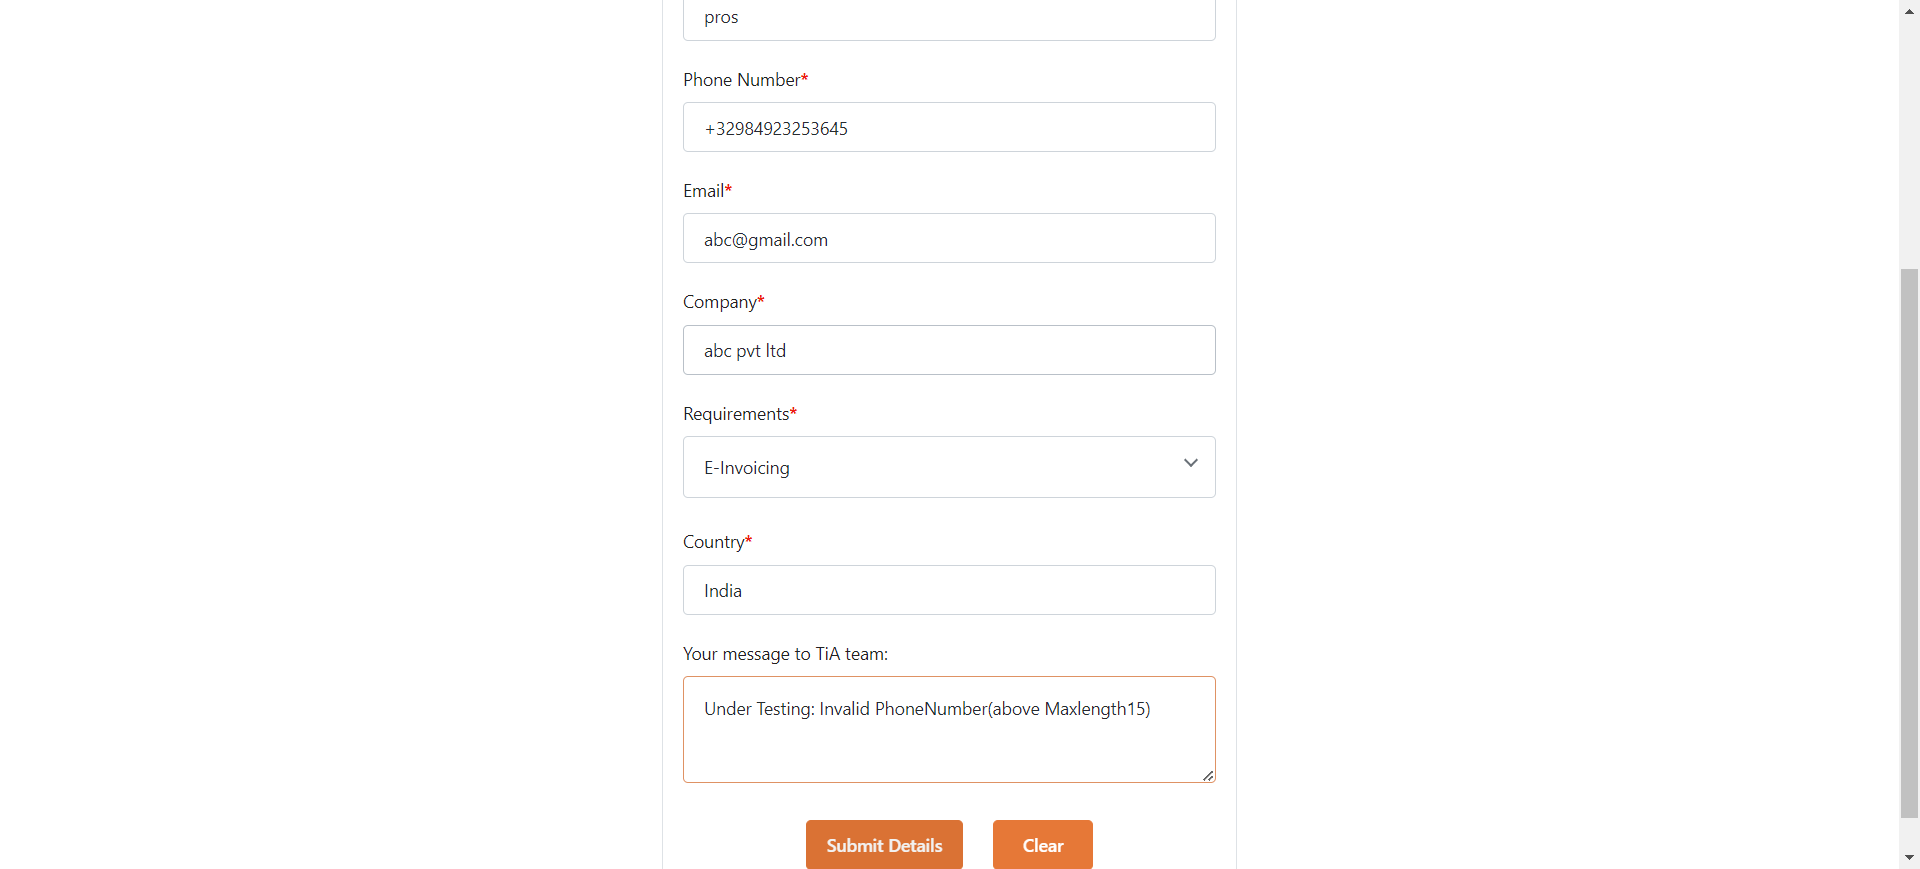 pros
Phone Number*
+32984923253645
Email*
abc@gmail.com
Company*
abc pvt ltd
Requirements*
E-Invoicing
Country*
India
Your message to TiA team:
Under Testing: Invalid PhoneNumber(above Maxlength15)
Submit Details Clear